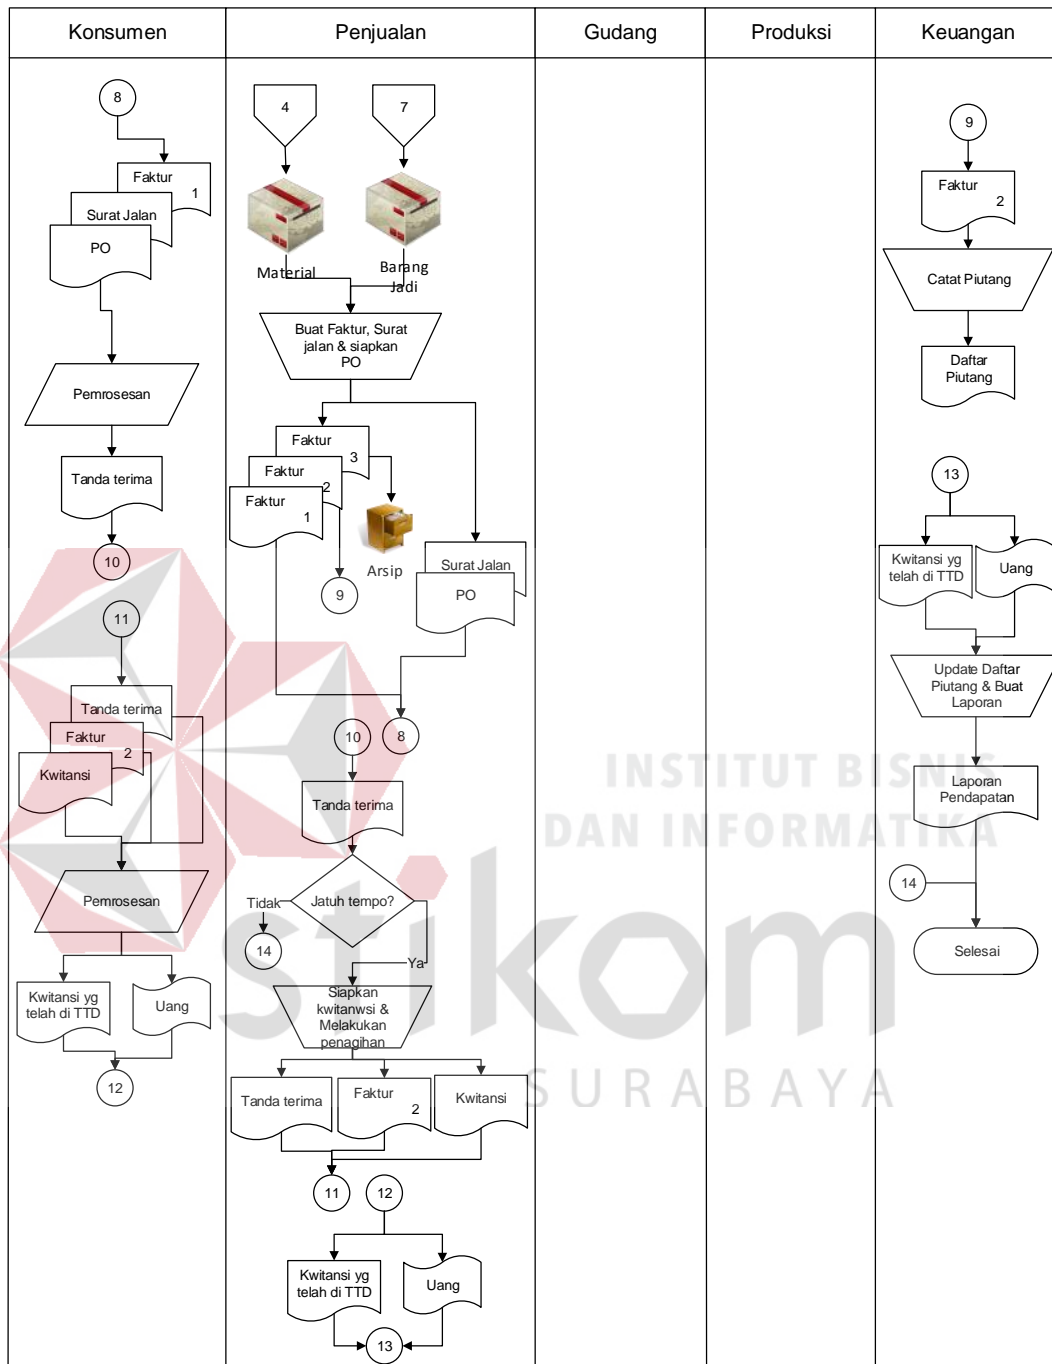 Konsumen
Penjualan
Gudang
Produksi
Keuangan
8
Faktur
1
Surat Jalan
PO
Pemrosesan
Tanda terima
10
11
Tanda terima
Faktur
2
Kwitansi
Pemrosesan
Kwitansi yg
telah di TTD
Uang
12
4
7
Material
Barang
Jadi
Buat Faktur, Surat
jalan & siapkan
PO
Faktur
3
Faktur
2
Faktur
1
Arsip
9
Surat Jalan
PO
10
8
Tanda terima
Jatuh tempo?
Tidak
14
Ya
Siapkan
kwitanwsi &
Melakukan
penagihan
Tanda terima
Faktur
2
Kwitansi
11
12
Kwitansi yg
telah di TTD
Uang
13
9
Faktur
2
Catat Piutang
Daftar
Piutang
13
Kwitansi yg
telah di TTD
Uang
Update Daftar
Piutang & Buat
Laporan
Laporan
Pendapatan
14
Selesai
INSTITUT BISNIS
DAN INFORMATIKA
stikom
SURABAYA